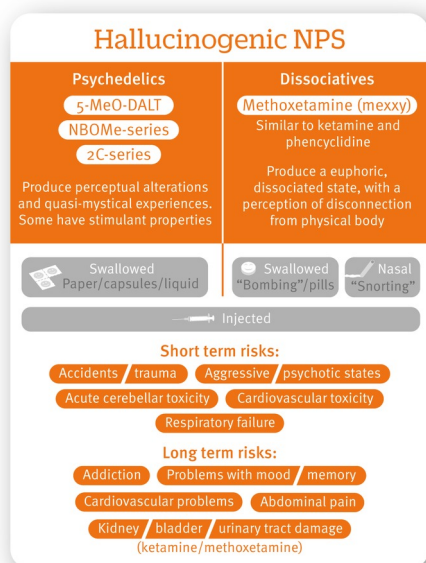 Hallucinogenic NPS
Psychedelics
5-MeO-DALT
NBOMe-series
2C-series
Produce perceptual alterations
and quasi-mystical experiences.
Some have stimulant properties
Dissociatives
Methoxetamine (mexxy)
Similar to ketamine and
phencyclidine
Produce a euphoric,
dissociated state, with a
perception of disconnection
from physical body
Swallowed
Paper/capsules/liquid
Swallowed
"Bombing"/pills
Nasal
"Snorting"
Injected
Short term risks:
Accidents / trauma Aggressive / psychotic states
Acute cerebellar toxicity Cardiovascular toxicity
Respiratory failure
Long term risks:
Addiction Problems with mood / memory
Cardiovascular problems Abdominal pain
Kidney / bladder / urinary tract damage
(ketamine/methoxetamine)